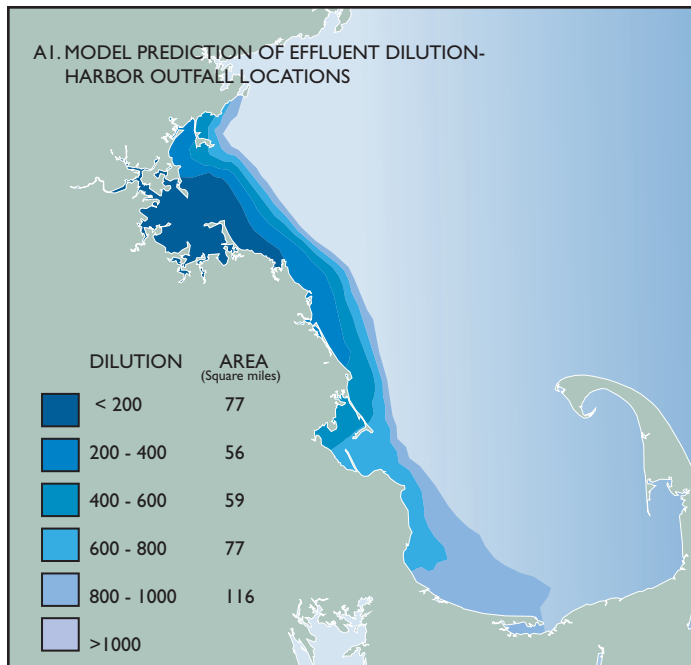 A1. MODEL PREDICTION OF EFFLUENT DILUTION-
HARBOR OUTFALL LOCATIONS
DILUTION AREA
(Square miles)
< 200 77
200 - 400 56
400 - 600 59
600 - 800 77
800 - 1000 116
>1000